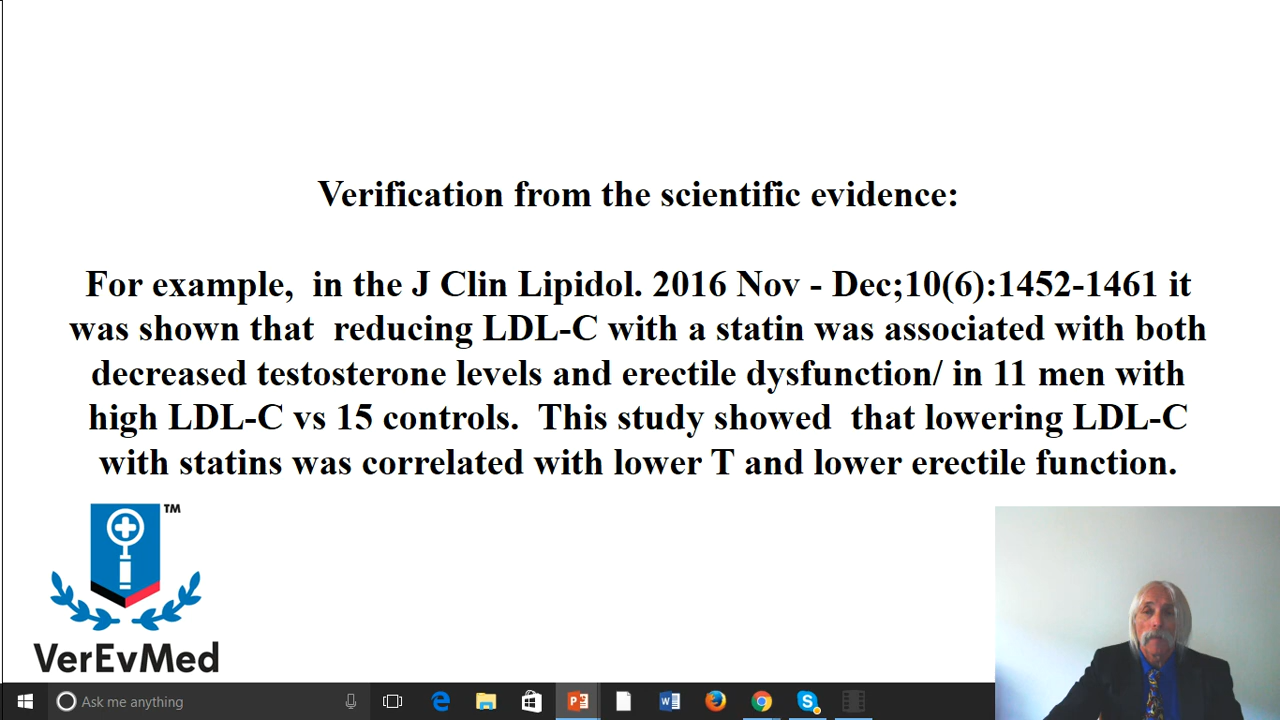 Verification from the scientific evidence:
For example,  in the J Clin Lipidol. 2016 Nov - Dec;10(6):1452-1461 it
was shown that  reducing LDL-C with a statin was associated with both
decreased testosterone levels and erectile dysfunction/ in 11 men with
high LDL-C vs 15 controls.  This study showed  that lowering LDL-C
with statins was correlated with lower T and lower erectile function.
TM
VerEvMed
Ask me anything